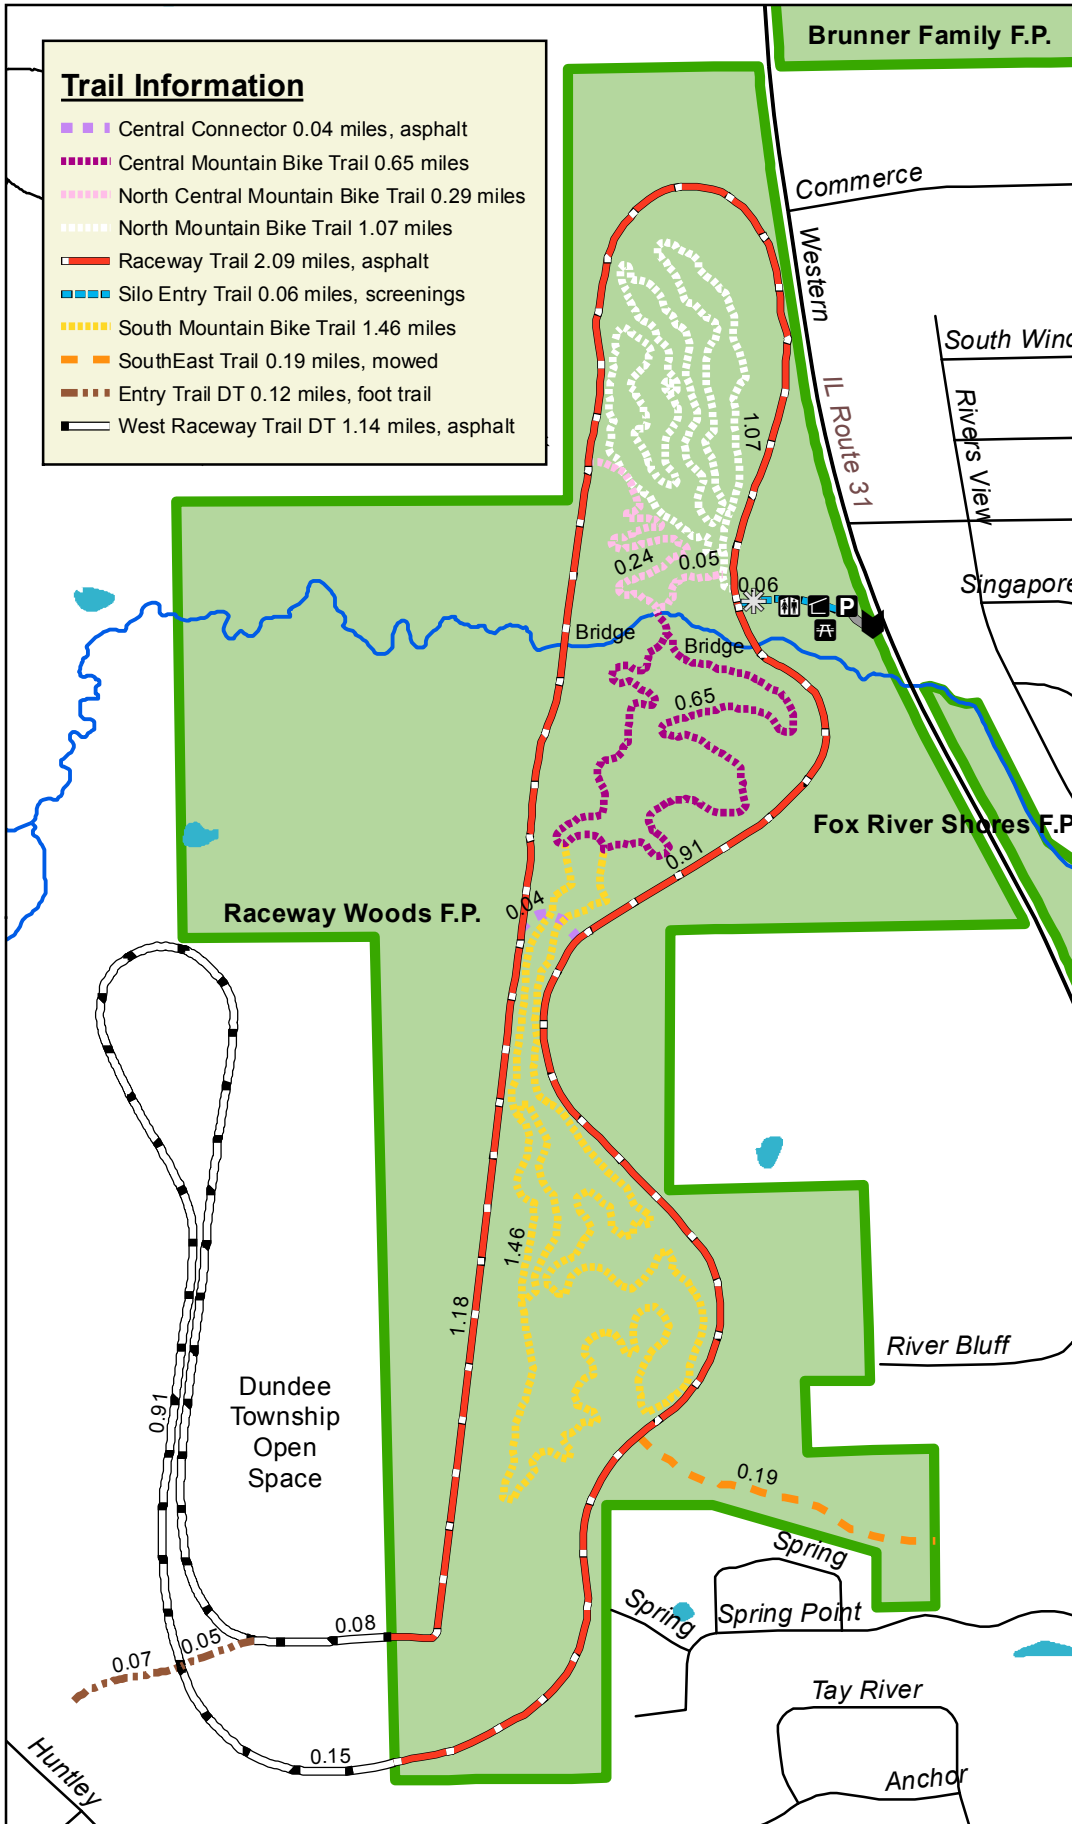 Brunner Family F.P.
Trail Information
Central Connector 0.04 miles, asphalt
Central Mountain Bike Trail 0.65 miles
North Central Mountain Bike Trail 0.29 miles
North Mountain Bike Trail 1.07 miles
Raceway Trail 2.09 miles, asphalt
Silo Entry Trail 0.06 miles, screenings
South Mountain Bike Trail 1.46 miles
SouthEast Trail 0.19 miles, mowed
Entry Trail DT 0.12 miles, foot trail
West Raceway Trail DT 1.14 miles, asphalt
Commerce
Western
South Wind
IL Route 31
Rivers View
1.07
0.24
0.05
0.06
P
Singapore
Bridge
Bridge
0.65
Fox River Shores F.P
0.91
0.04
Raceway Woods F.P.
1.46
1.18
River Bluff
0.91
Dundee
Township
Open
Space
0.19
Spring
Spring
Spring Point
0.08
0.05
0.07
Tay River
0.15
Huntley
Anchor